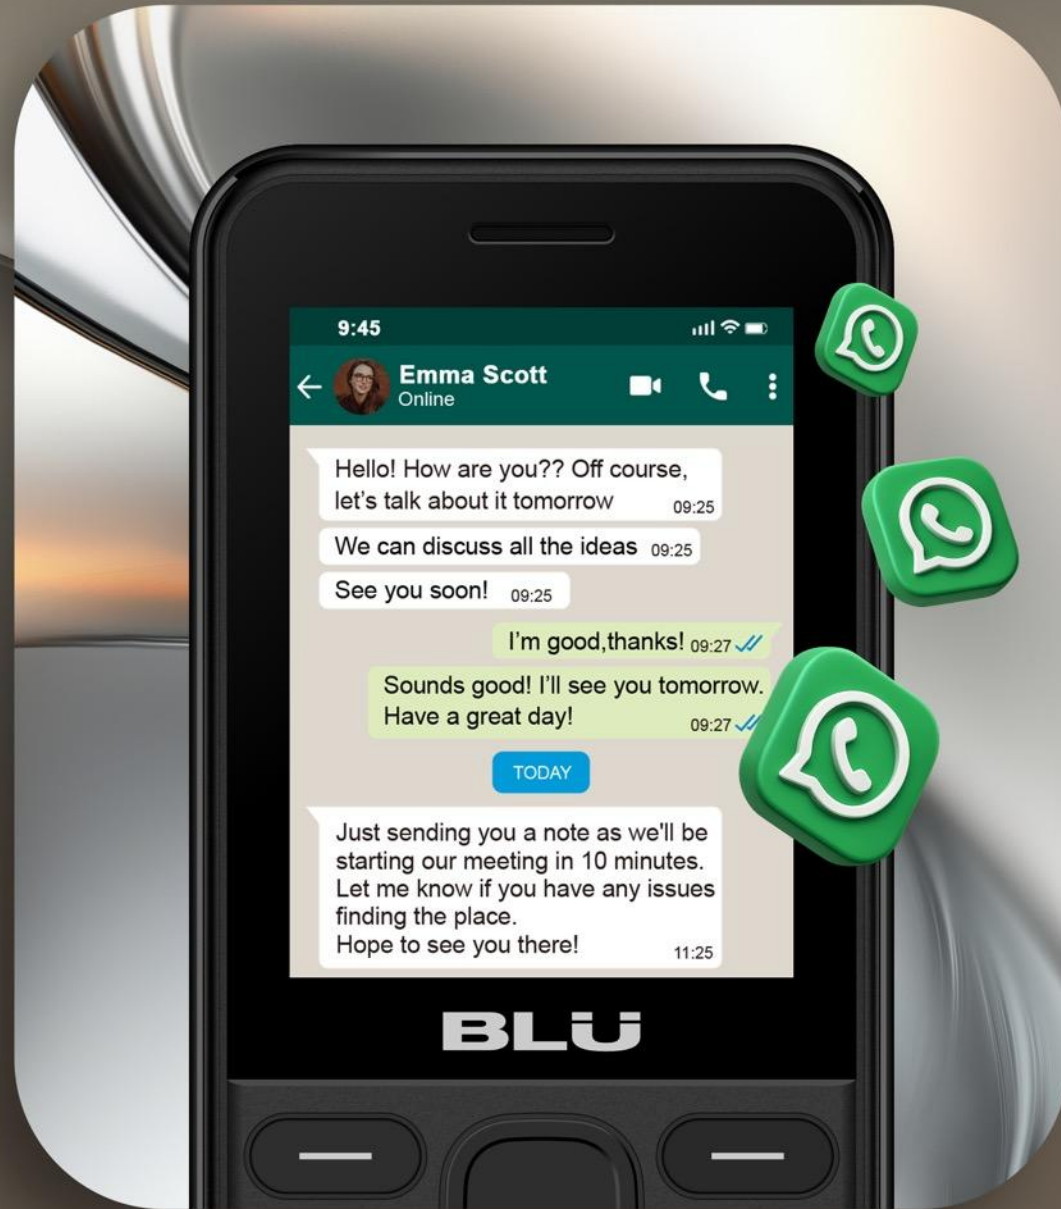 9:45
Emma Scott
Online
Hello! How are you?? Off course,
let's talk about it tomorrow 09:25
We can discuss all the ideas 09:25
See you soon! 09:25
I'm good,thanks! 09:27
Sounds good! I'll see you tomorrow.
Have a great day! 09:27
TODAY
Just sending you a note as we'll be
starting our meeting in 10 minutes.
Let me know if you have any issues
finding the place.
Hope to see you there! 11:25
BLU